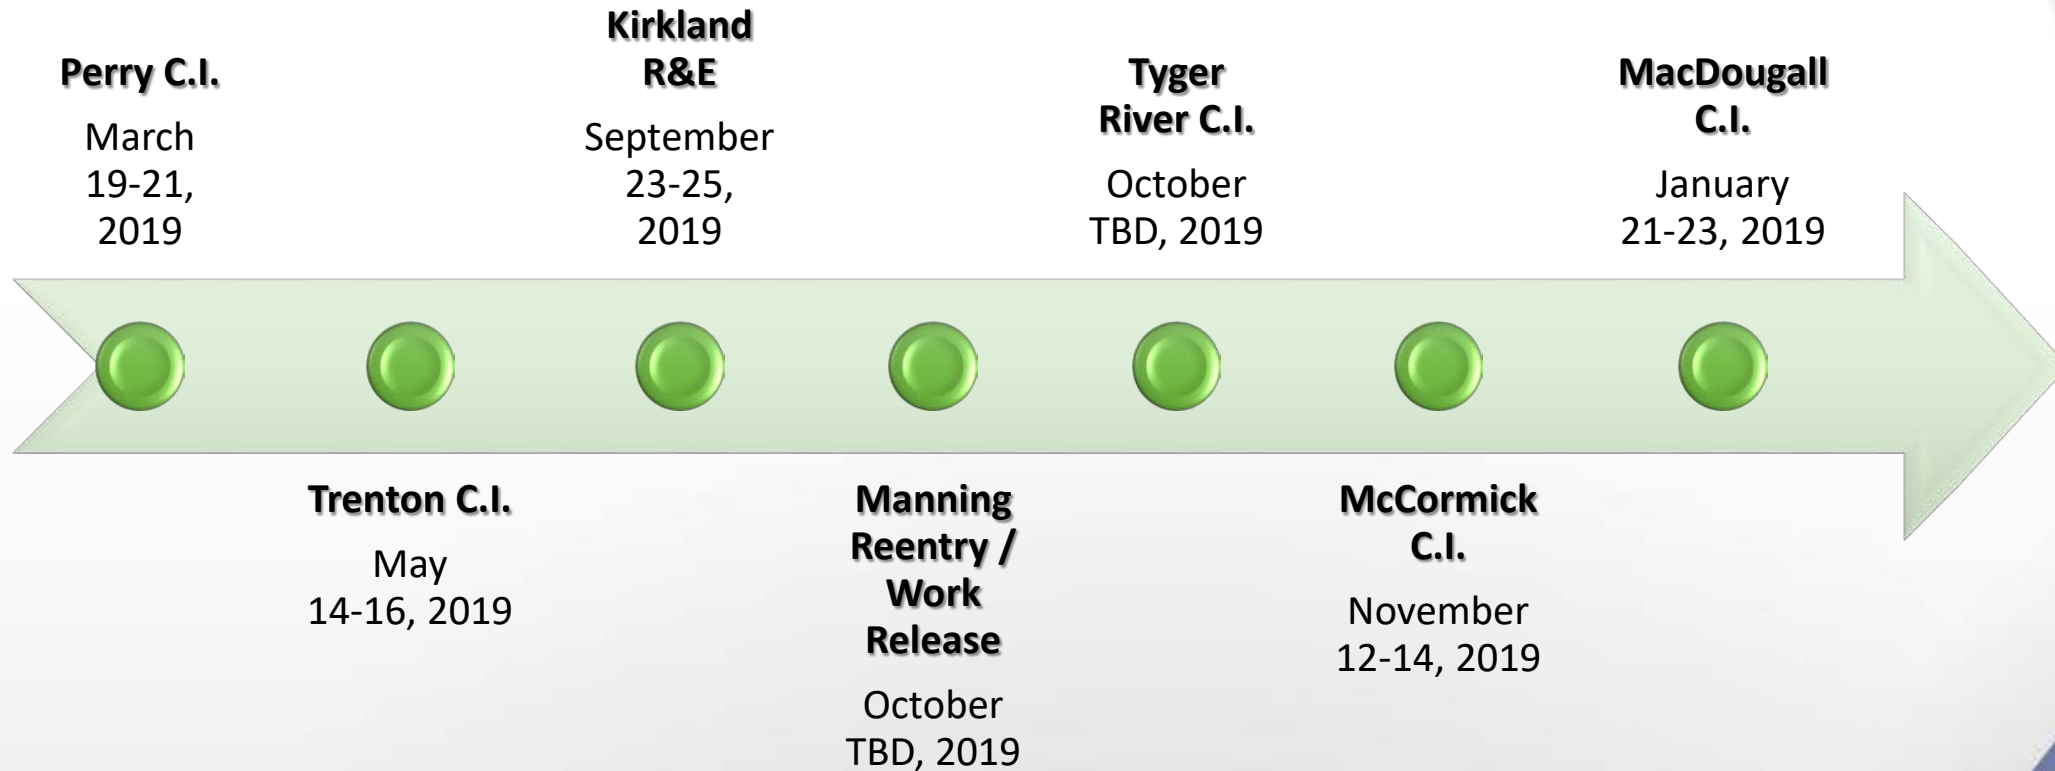 Perry C.I.
March
19-21,
2019
Trenton C.I.
May
14-16, 2019
Kirkland
R&E
September
23-25,
2019
Manning
Reentry /
Work
Release
October
TBD, 2019
Tyger
River C.I.
October
TBD, 2019
McCormick
C.I.
November
12-14, 2019
MacDougall
C.I.
January
21-23, 2019